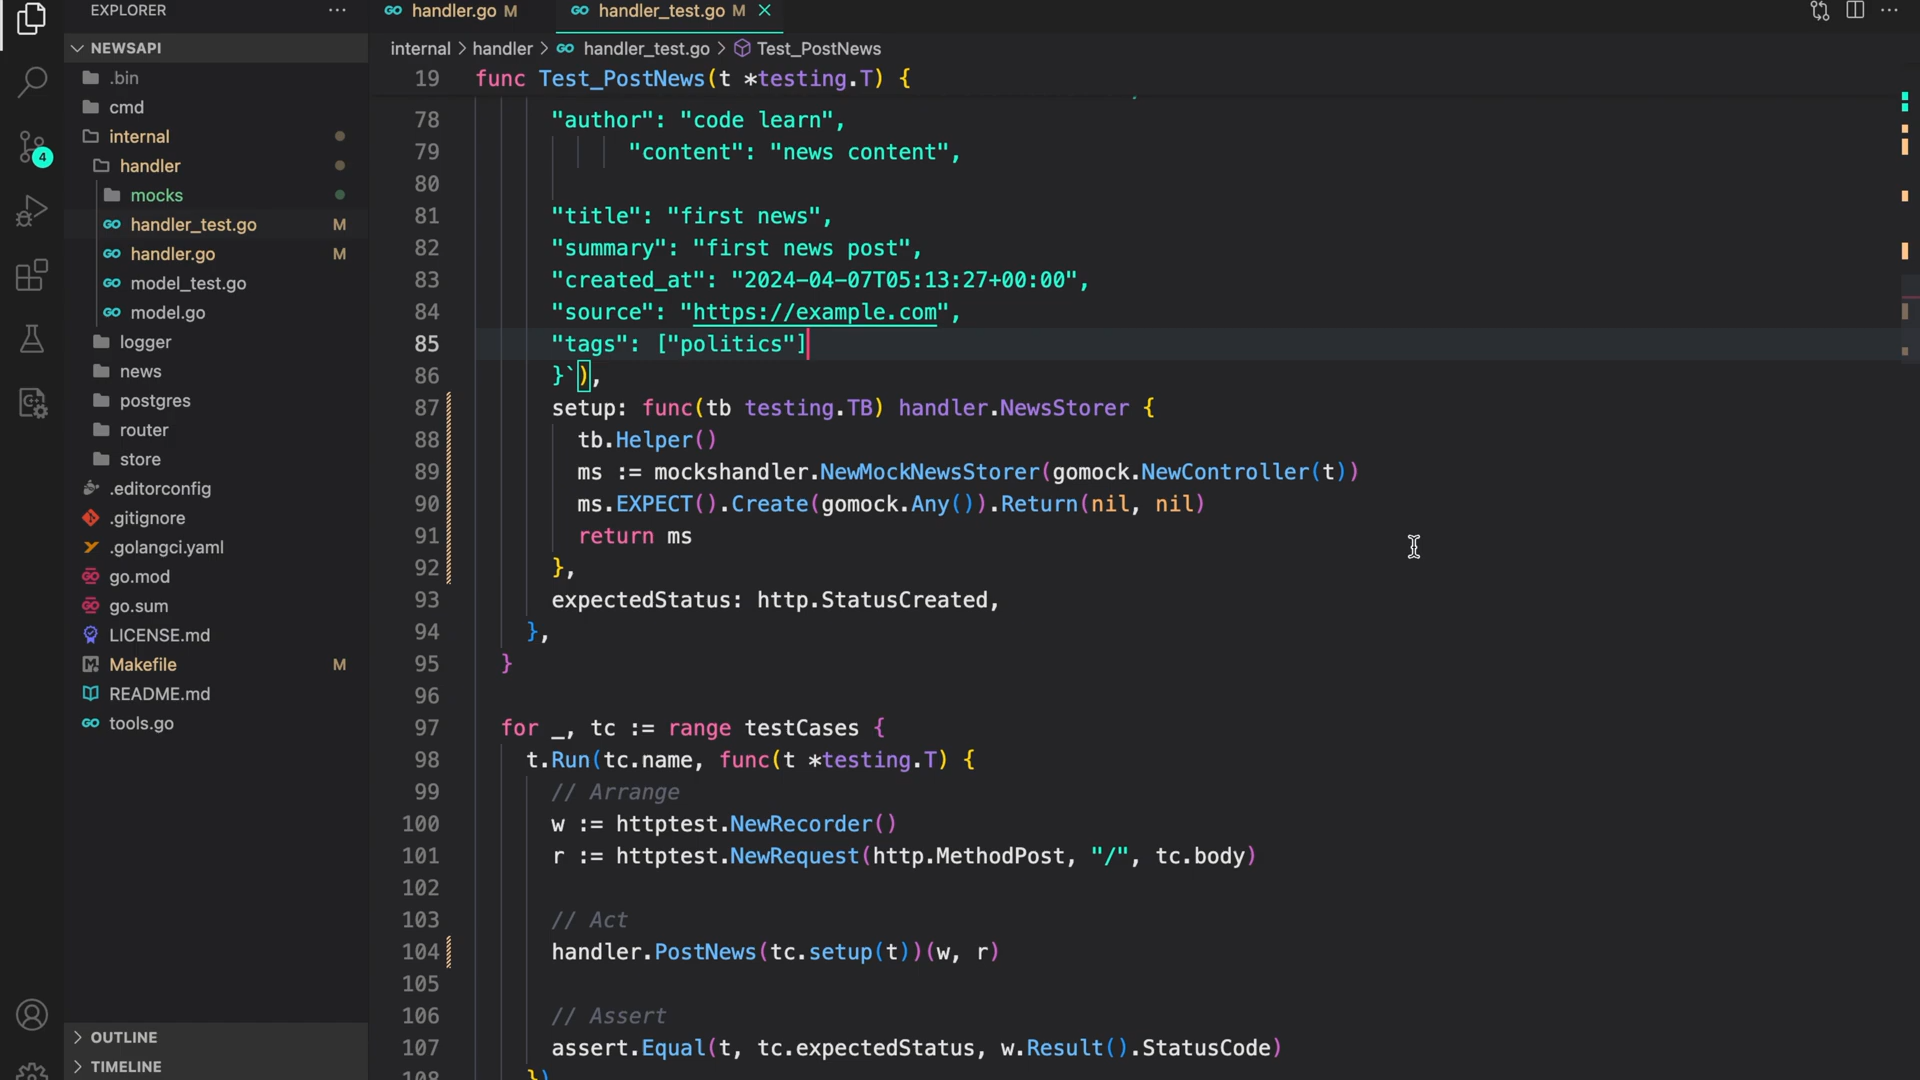 EXPLORER
NEWSAPI
.bin
cmd
internal
handler
mocks
handler_test.go M
handler.go M
model_test.go
model.go
logger
news
postgres
router
store
.editorconfig
.gitignore
.golangci.yaml
go.mod
go.sum
LICENSE.md
Makefile M
README.md
tools.go
OUTLINE
TIMELINE
4
handler.go M
handler_test.go M
internal > handler > handler_test.go > Test_PostNews
19 func Test_PostNews(t *testing.T) {
78 "author": "code learn",
79 "content": "news content",
80
81 "title": "first news",
82 "summary": "first news post",
83 "created_at": "2024-04-07T05:13:27+00:00",
84 "source": "https://example.com",
85 "tags": ["politics"]
86 }`),
87 setup: func(tb testing.TB) handler.NewsStorer {
88 tb.Helper()
89 ms := mockshandler.NewMockNewsStorer(gomock.NewController(t))
90 ms.EXPECT().Create(gomock.Any()).Return(nil, nil)
91 return ms
92 },
93 expectedStatus: http.StatusCreated,
94 },
95 }
96
97 for _, tc := range testCases {
98 t.Run(tc.name, func(t *testing.T) {
99 // Arrange
100 w := httptest.NewRecorder()
101 r := httptest.NewRequest(http.MethodPost, "/", tc.body)
102
103 // Act
104 handler.PostNews(tc.setup(t))(w, r)
105
106 // Assert
107 assert.Equal(t, tc.expectedStatus, w.Result().StatusCode)
108 })